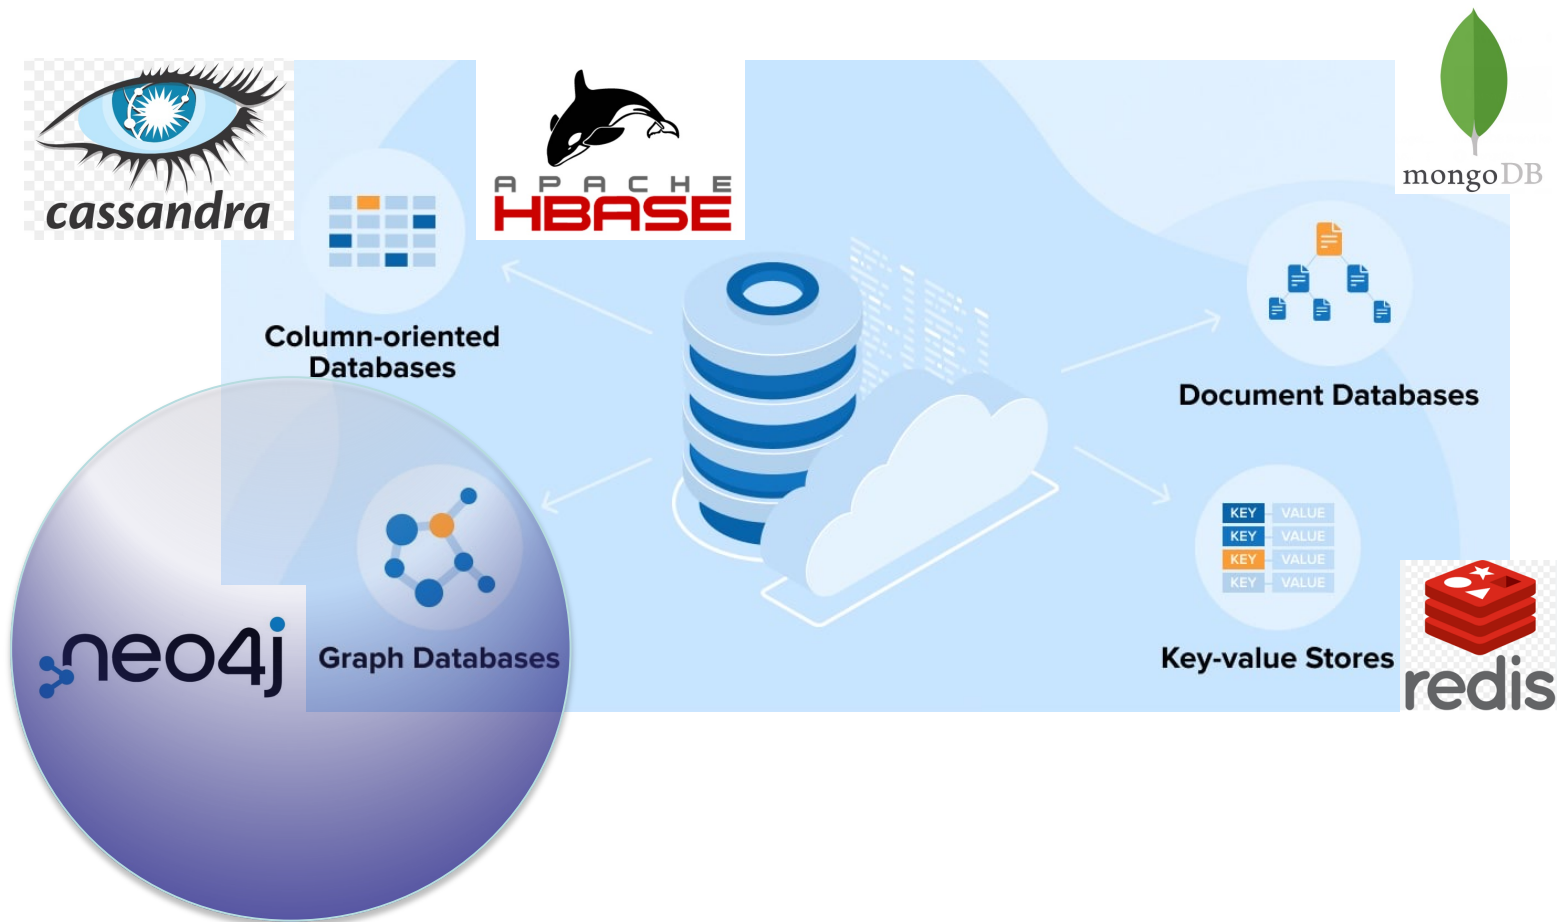 cassandra
APACHE
HBASE
mongoDB
Column-oriented
Databases
Document Databases
neo4j
Graph Databases
KEY VALUE
KEY VALUE
KEY VALUE
KEY VALUE
Key-value Stores
redis